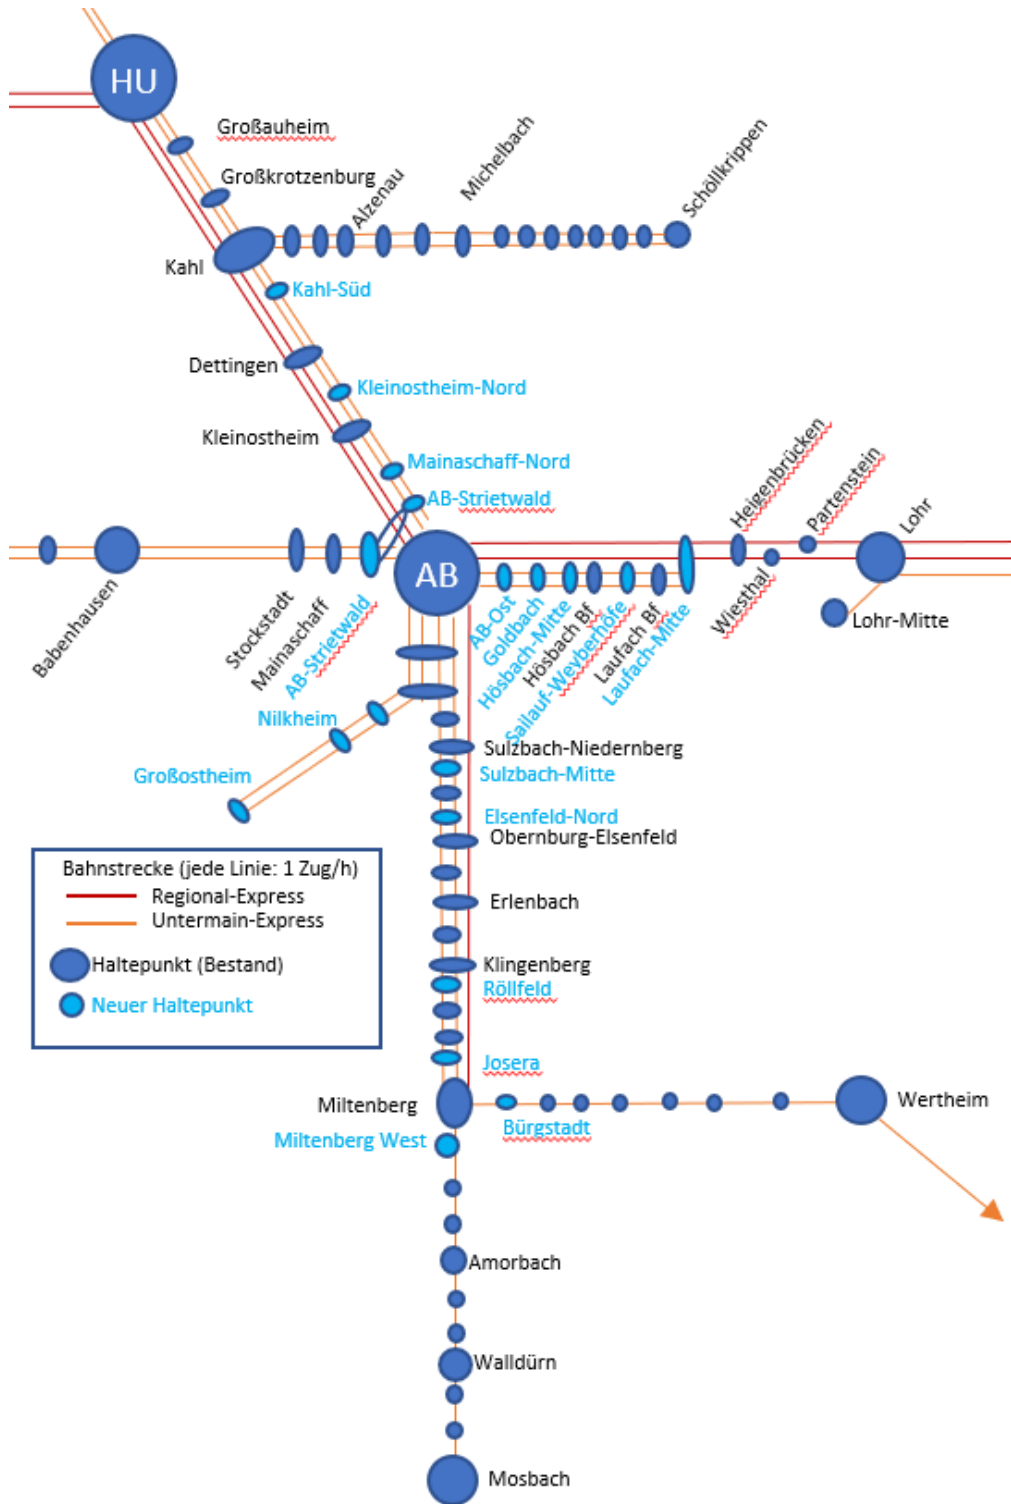 HU
Großauheim
Großkrotzenburg
Alzenau
Michelbach
Schöllkrippen
Kahl
Kahl-Süd
Dettingen
Kleinostheim-Nord
Kleinostheim
Mainaschaff-Nord
AB-Strietwald
AB
Babenhausen
Stockstadt
Mainaschaff
AB-Strietwald
AB-Ost
Goldbach
Hösbach-Mitte
Hösbach Bf
Sailauf-Weyberhöfe
Laufach Bf
Laufach-Mitte
Heigenbrücken
Wiesthal
Partenstein
Lohr
Lohr-Mitte
Nilkheim
Großostheim
Sulzbach-Niedernberg
Sulzbach-Mitte
Elsenfeld-Nord
Obernburg-Elsenfeld
Erlenbach
Klingenberg
Röllfeld
Josera
Bahnstrecke (jede Linie: 1 Zug/h)
Regional-Express
Untermain-Express
Haltepunkt (Bestand)
Neuer Haltepunkt
Miltenberg
Bürgstadt
Wertheim
Miltenberg West
Amorbach
Walldürn
Mosbach